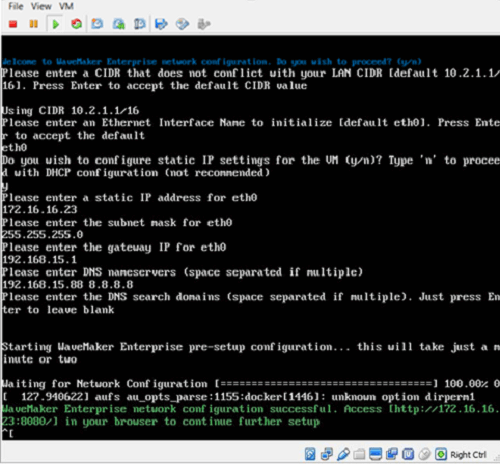 File View VM
Welcome to WaveMaker Enterprise network configuration. Do you wish to proceed? (y/n)
Please enter a CIDR that does not conflict with your LAN CIDR [default 10.2.1.1/
16]. Press Enter to accept the default CIDR value
Using CIDR 10.2.1.1/16
Please enter an Ethernet Interface Name to initialize [default eth0]. Press Ente
r to accept the default
eth0
Do you wish to configure static IP settings for the VM (y/n)? Type 'n' to procee
d with DHCP configuration (not recommended)
y
Please enter a static IP address for eth0
172.16.16.23
Please enter the subnet mask for eth0
255.255.255.0
Please enter the gateway IP for eth0
192.168.15.1
Please enter DNS nameservers (space separated if multiple)
192.168.15.88 8.8.8.8
Please enter the DNS search domains (space separated if multiple). Just press En
ter to leave blank
Starting WaveMaker Enterprise pre-setup configuration... this will take just a m
inute or two
Waiting for Network Configuration [==================================] 100.00% 0
[  127.940622] aufs au_opts_parse:1155:docker[1446]: unknown option dirperm1
WaveMaker Enterprise network configuration successful. Access [http://172.16.16.
23:8080/] in your browser to continue further setup
^[
Right Ctrl